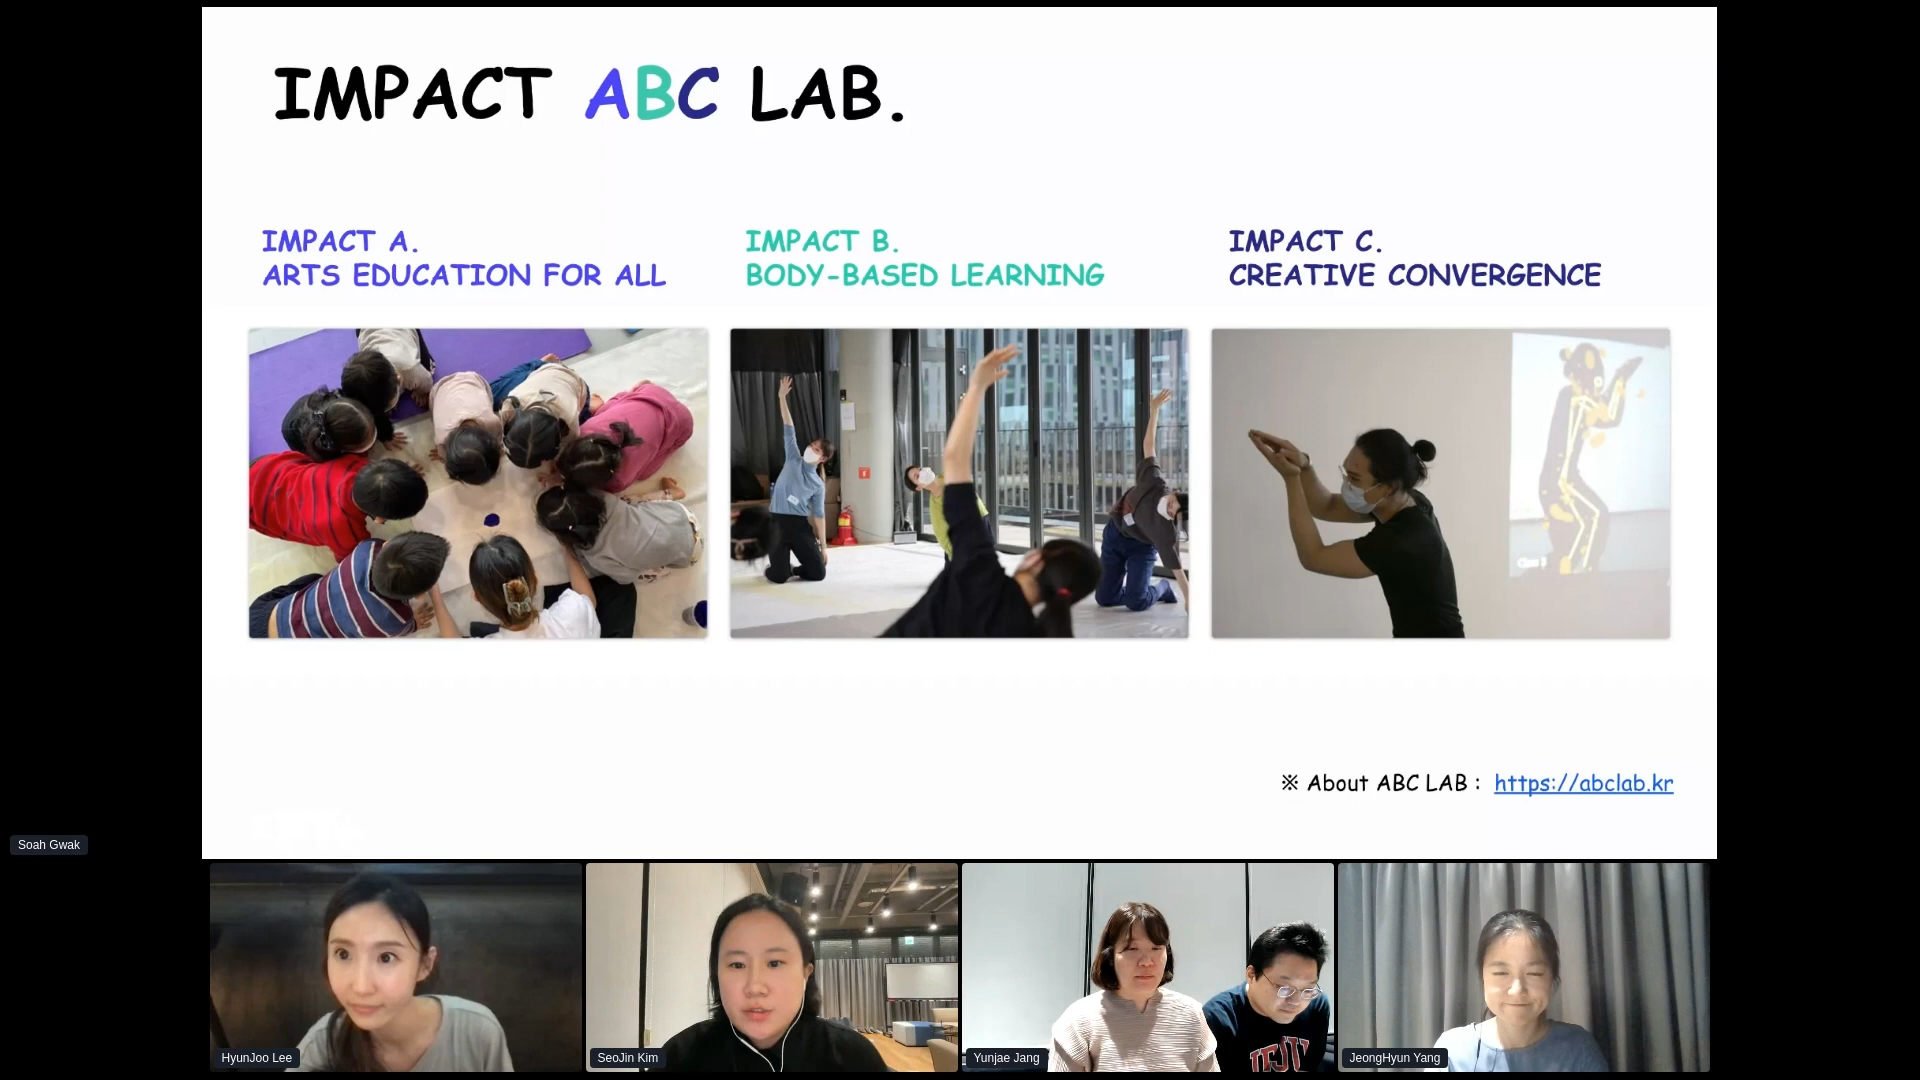 IMPACT ABC LAB.
IMPACT A.
ARTS EDUCATION FOR ALL
IMPACT B.
BODY-BASED LEARNING
IMPACT C.
CREATIVE CONVERGENCE
※ About ABC LAB : https://abclab.kr
Soah Gwak
HyunJoo Lee
SeoJin Kim
Yunjae Jang
JeongHyun Yang